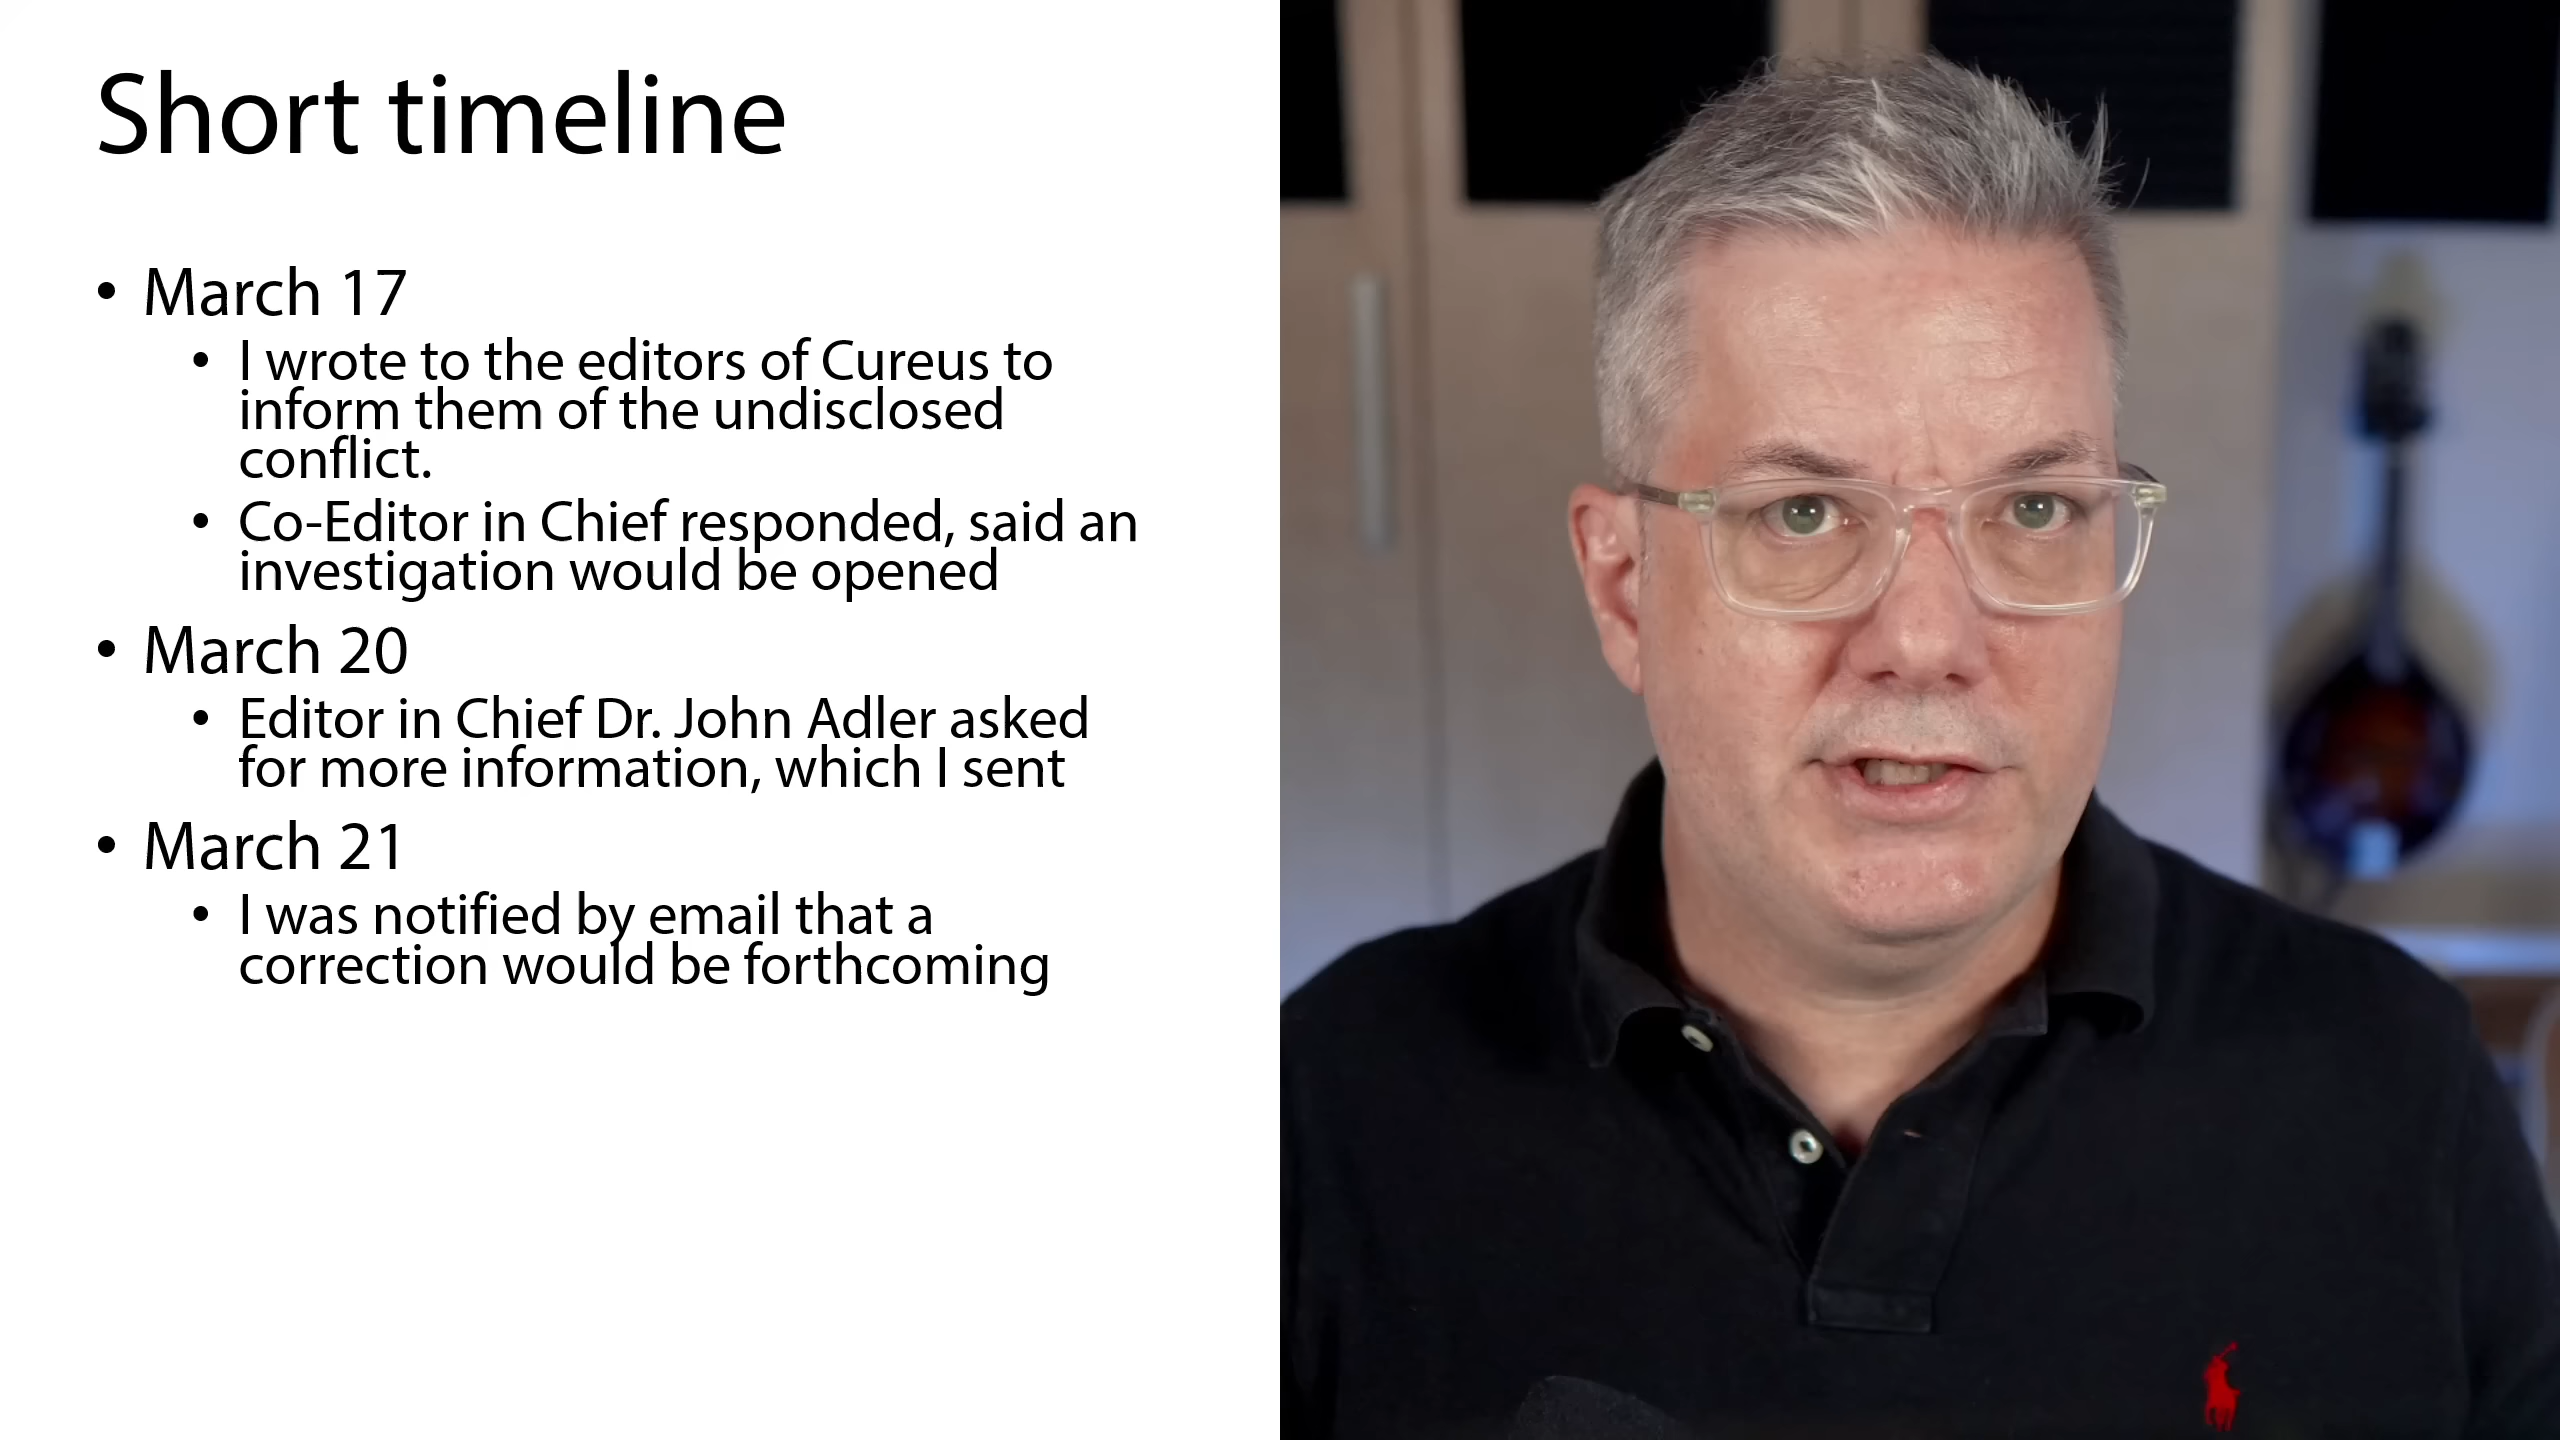 Short timeline
• March 17
• I wrote to the editors of Cureus to
inform them of the undisclosed
conflict.
• Co-Editor in Chief responded, said an
investigation would be opened
• March 20
• Editor in Chief Dr. John Adler asked
for more information, which I sent
• March 21
• I was notified by email that a
correction would be forthcoming